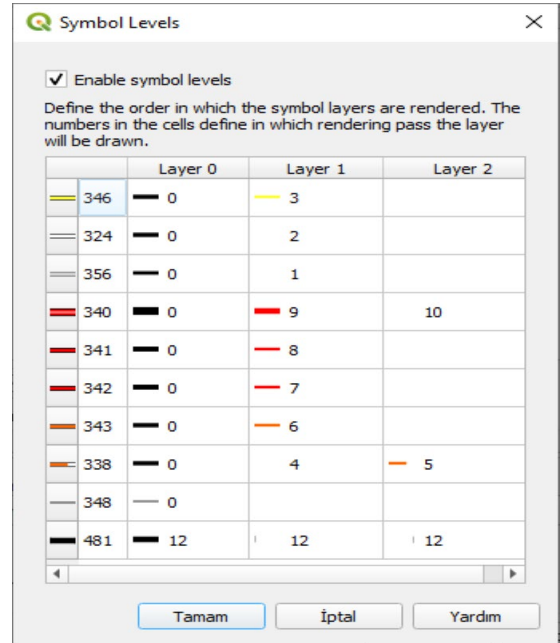 Symbol Levels
Enable symbol levels
Define the order in which the symbol layers are rendered. The
numbers in the cells define in which rendering pass the layer
will be drawn.
Layer 0 Layer 1 Layer 2
346 0 3
324 0 2
356 0 1
340 0 9 10
341 0 8
342 0 7
343 0 6
338 0 4 5
348 0
481 12 12 12
Tamam İptal Yardım